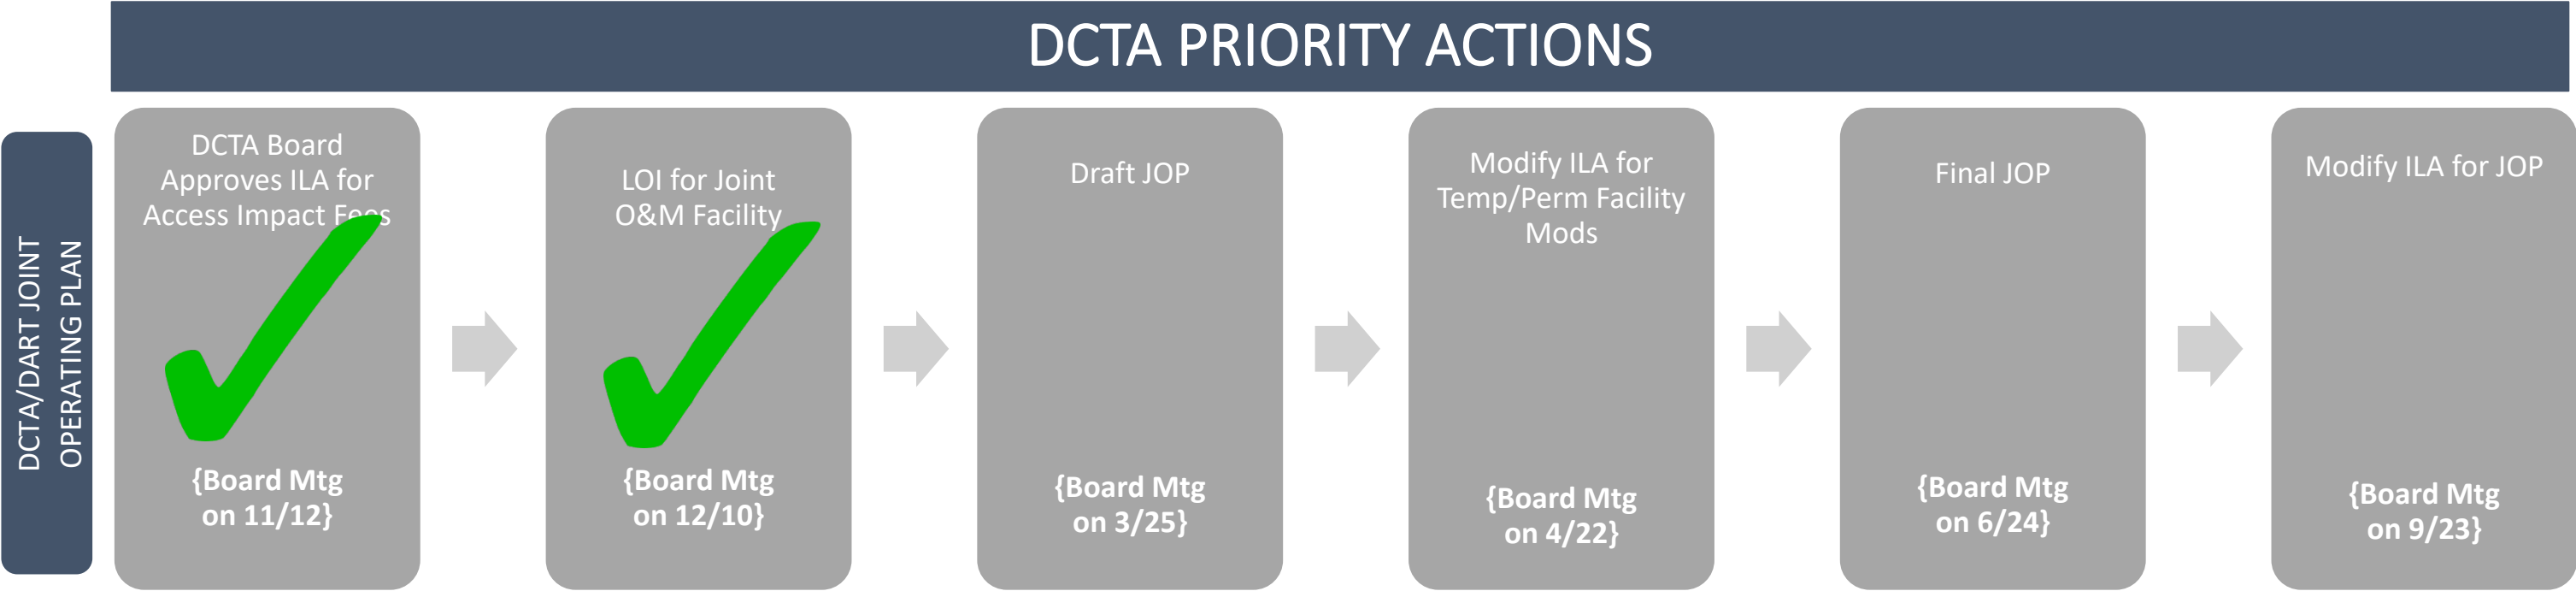 DCTA PRIORITY ACTIONS
DCTA/DART JOINT
OPERATING PLAN
DCTA Board
Approves ILA for
Access Impact Fees
{Board Mtg
on 11/12}
LOI for Joint
O&M Facility
{Board Mtg
on 12/10}
Draft JOP
{Board Mtg
on 3/25}
Modify ILA for
Temp/Perm Facility
Mods
{Board Mtg
on 4/22}
Final JOP
{Board Mtg
on 6/24}
Modify ILA for JOP
{Board Mtg
on 9/23}